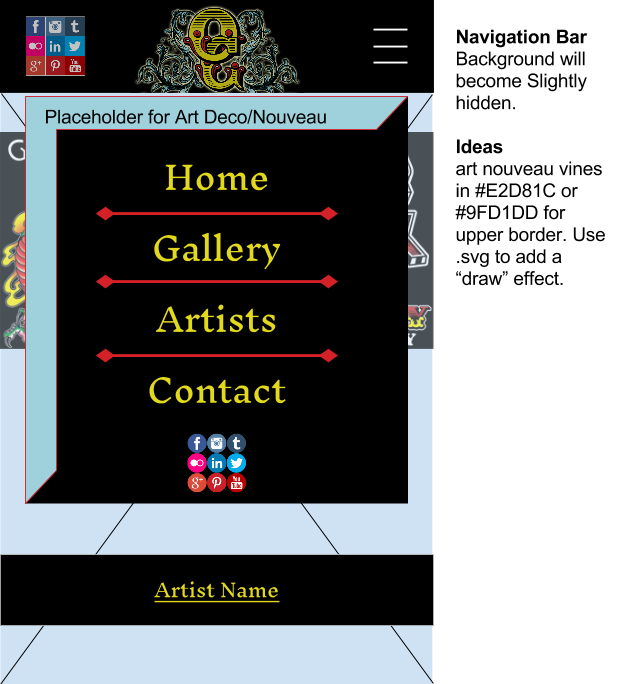 Navigation Bar
Background will
become Slightly
hidden.
Ideas
art nouveau vines
in #E2D81C or
#9FD1DD for
upper border. Use
.svg to add a
“draw” effect.
Placeholder for Art Deco/Nouveau
G
Home
Gallery
Artists
Contact
Y
Artist Name